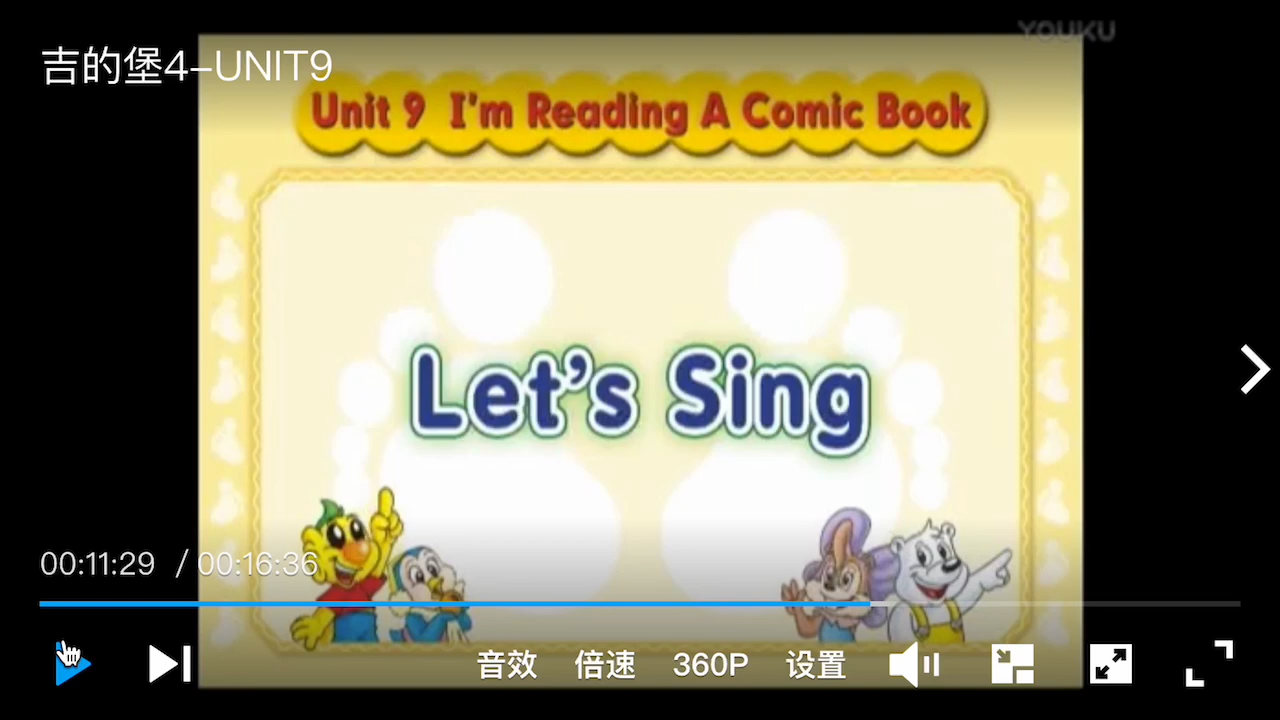 YOUKU
吉的堡4-UNIT9
Unit 9 I'm Reading A Comic Book
Let's Sing
00:11:29 / 00:16:36
音效 倍速 360P 设置